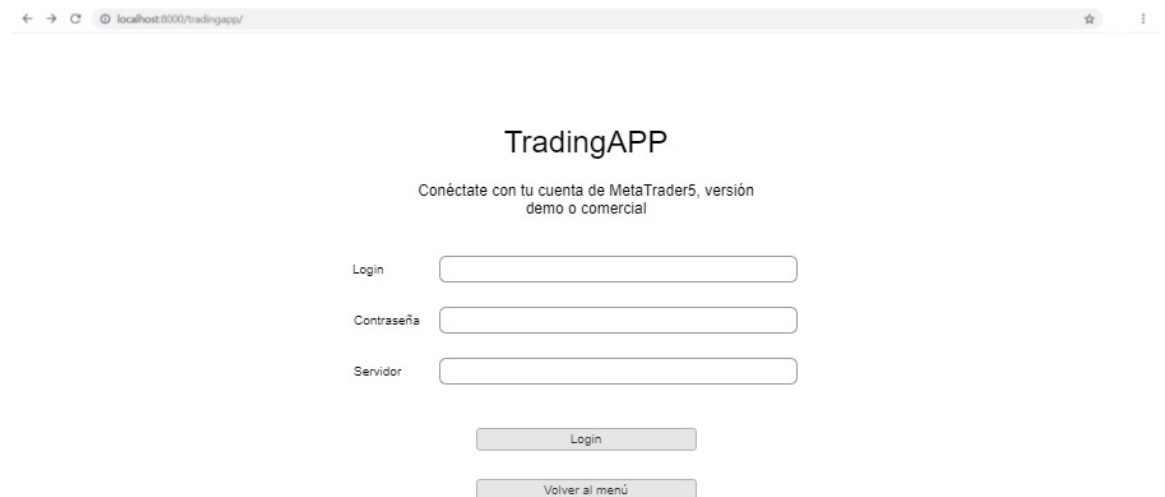 localhost:8000/tradingapp/
TradingAPP
Conéctate con tu cuenta de MetaTrader5, versión
demo o comercial
Login
Contraseña
Servidor
Login
Volver al menú